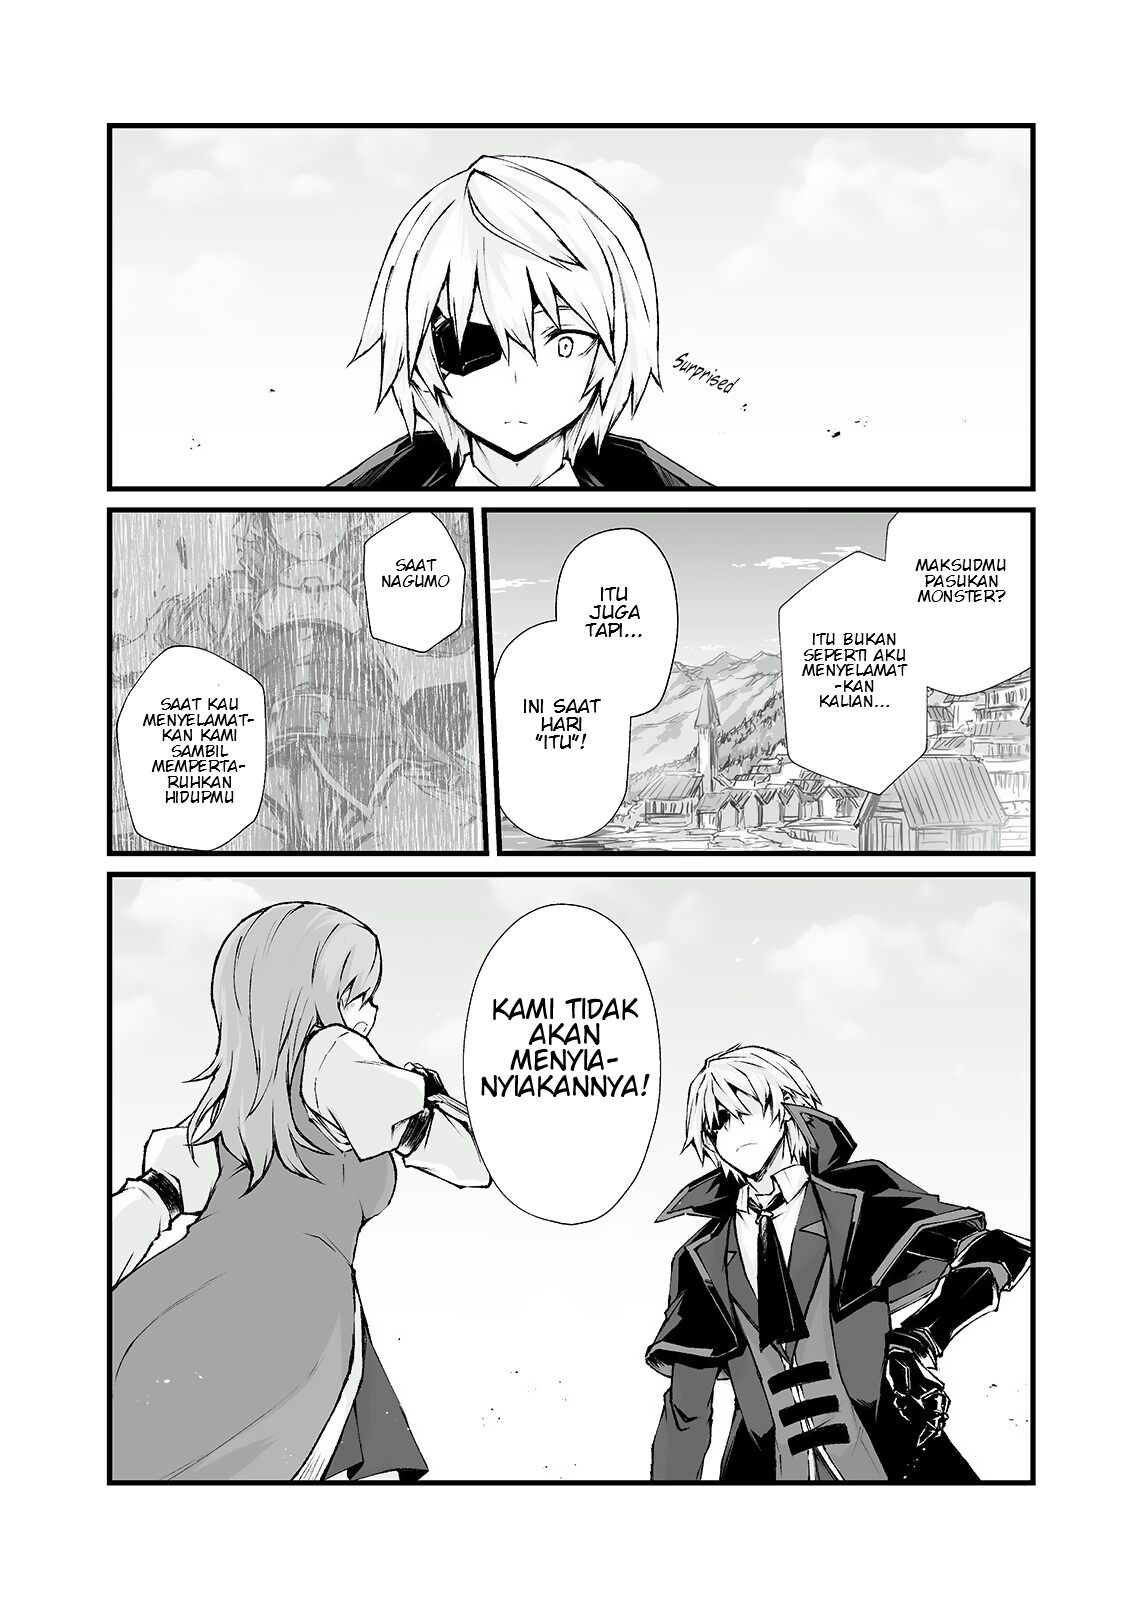 Surprised
MAKSUDMU
PASUKAN
MONSTER?
ITU BUKAN
SEPERTI AKU
MENYELAMAT
-KAN
KALIAN...
ITU
JUGA
TAPI...
INI SAAT
HARI
"ITU"!
SAAT
NAGUMO
SAAT KAU
MENYELAMAT-
KAN KAMI
SAMBIL
MEMPERTA-
RUHKAN
HIDUPMU
KAMI TIDAK
AKAN
MENYIA-
NYIAKANNYA!